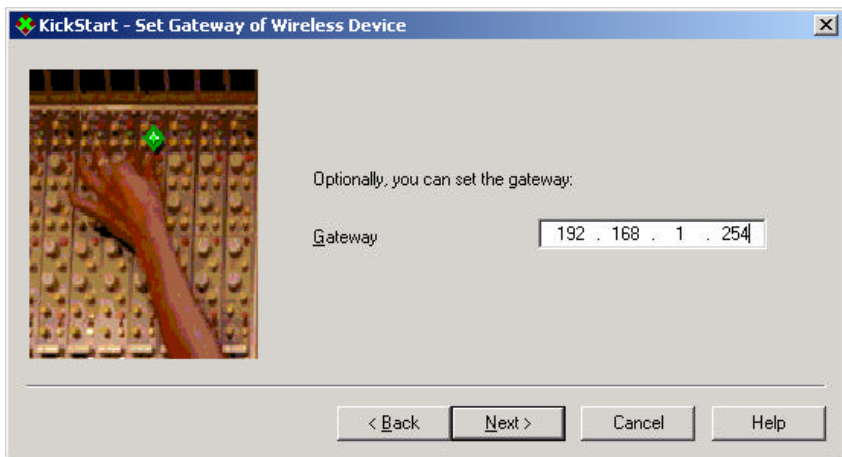 KickStart - Set Gateway of Wireless Device
Optionally, you can set the gateway:
Gateway 192 . 168 . 1 . 254
< Back Next > Cancel Help